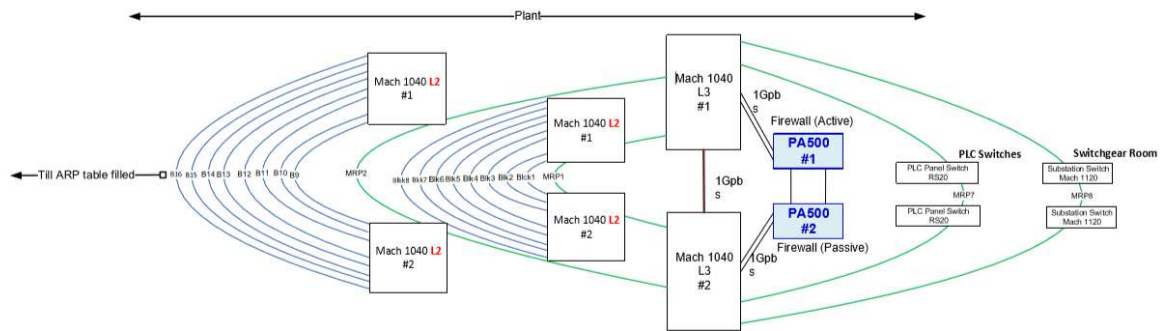 Plant
Mach 1040 L2
#1
Mach 1040
L3
#1
1Gpb
s
Mach 1040 L2
#1
Firewall (Active)
PA500
#1
PLC Switches
Switchgear Room
Till ARP table filled
B16
B15
B14
B13
B12
B11
B10
B9
MRP2
Blkk8
Bkk7
Blk6
Blk5
Blk4
Blk3
Blk2
Blck1
MRP1
1Gpb
s
PLC Panel Switch
RS20
MRP7
PLC Panel Switch
RS20
Substation Switch
Mach 1120
MRP8
Substation Switch
Mach 1120
Mach 1040 L2
#2
Mach 1040 L2
#2
Mach 1040
L3
#2
PA500
#2
Firewall (Passive)
1Gpb
s